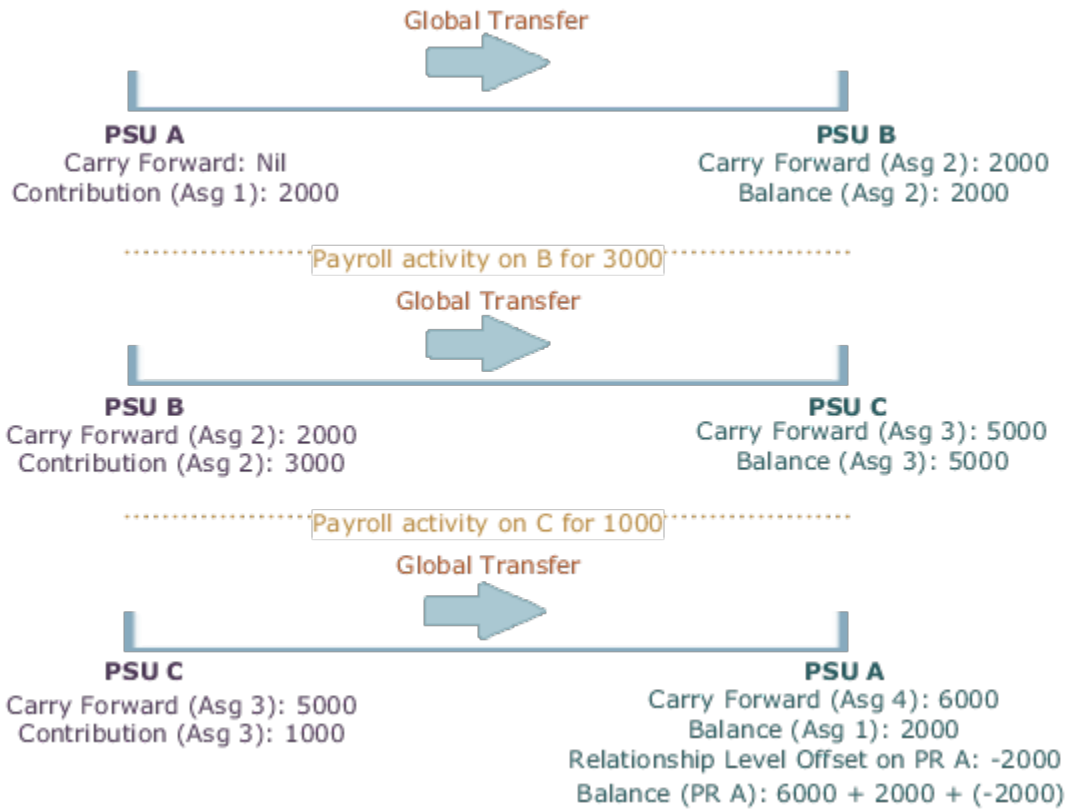 Global Transfer
PSU A
Carry Forward: Nil
Contribution (Asg 1): 2000
PSU B
Carry Forward (Asg 2): 2000
Balance (Asg 2): 2000
Payroll activity on B for 3000
Global Transfer
PSU B
Carry Forward (Asg 2): 2000
Contribution (Asg 2): 3000
PSU C
Carry Forward (Asg 3): 5000
Balance (Asg 3): 5000
Payroll activity on C for 1000
Global Transfer
PSU C
Carry Forward (Asg 3): 5000
Contribution (Asg 3): 1000
PSU A
Carry Forward (Asg 4): 6000
Balance (Asg 1): 2000
Relationship Level Offset on PR A: -2000
Balance (PR A): 6000 + 2000 + (-2000)